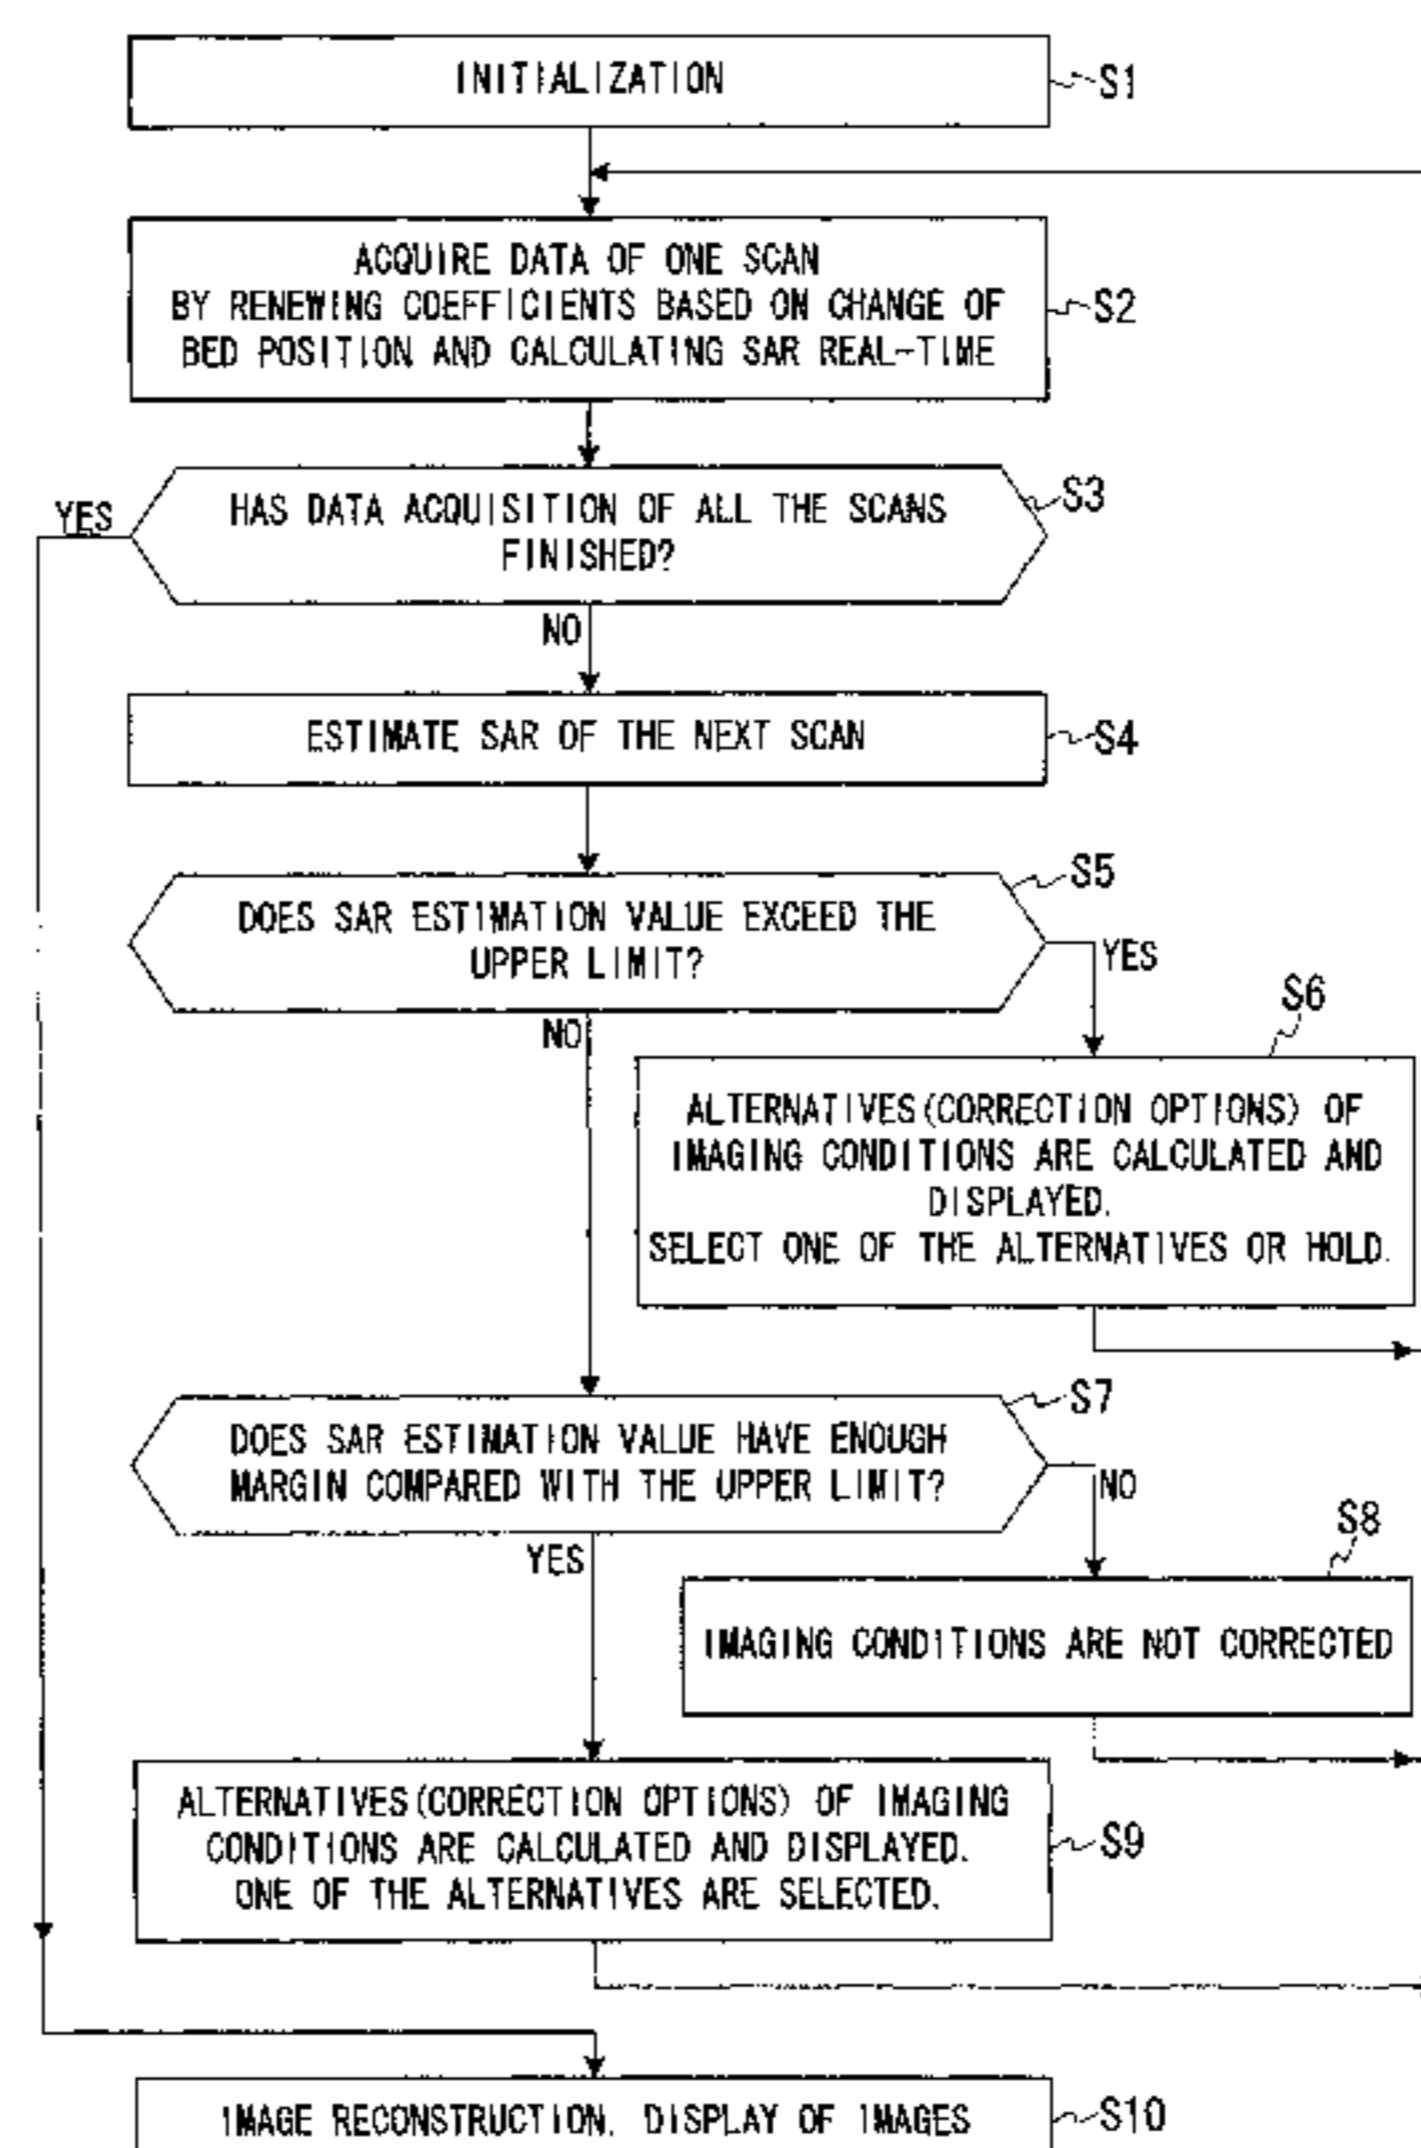 INITIALIZATION
S1
ACQUIRE DATA OF ONE SCAN
BY RENEWING COEFFICIENTS BASED ON CHANGE OF
BED POSITION AND CALCULATING SAR REAL-TIME
S2
HAS DATA ACQUISITION OF ALL THE SCANS
FINISHED?
S3
YES
NO
ESTIMATE SAR OF THE NEXT SCAN
S4
DOES SAR ESTIMATION VALUE EXCEED THE
UPPER LIMIT?
S5
YES
NO
S6
ALTERNATIVES(CORRECTION OPTIONS) OF
IMAGING CONDITIONS ARE CALCULATED AND
DISPLAYED.
SELECT ONE OF THE ALTERNATIVES OR HOLD.
DOES SAR ESTIMATION VALUE HAVE ENOUGH
MARGIN COMPARED WITH THE UPPER LIMIT?
S7
NO
YES
S8
IMAGING CONDITIONS ARE NOT CORRECTED
ALTERNATIVES(CORRECTION OPTIONS) OF IMAGING
CONDITIONS ARE CALCULATED AND DISPLAYED.
ONE OF THE ALTERNATIVES ARE SELECTED.
S9
IMAGE RECONSTRUCTION. DISPLAY OF IMAGES
S10